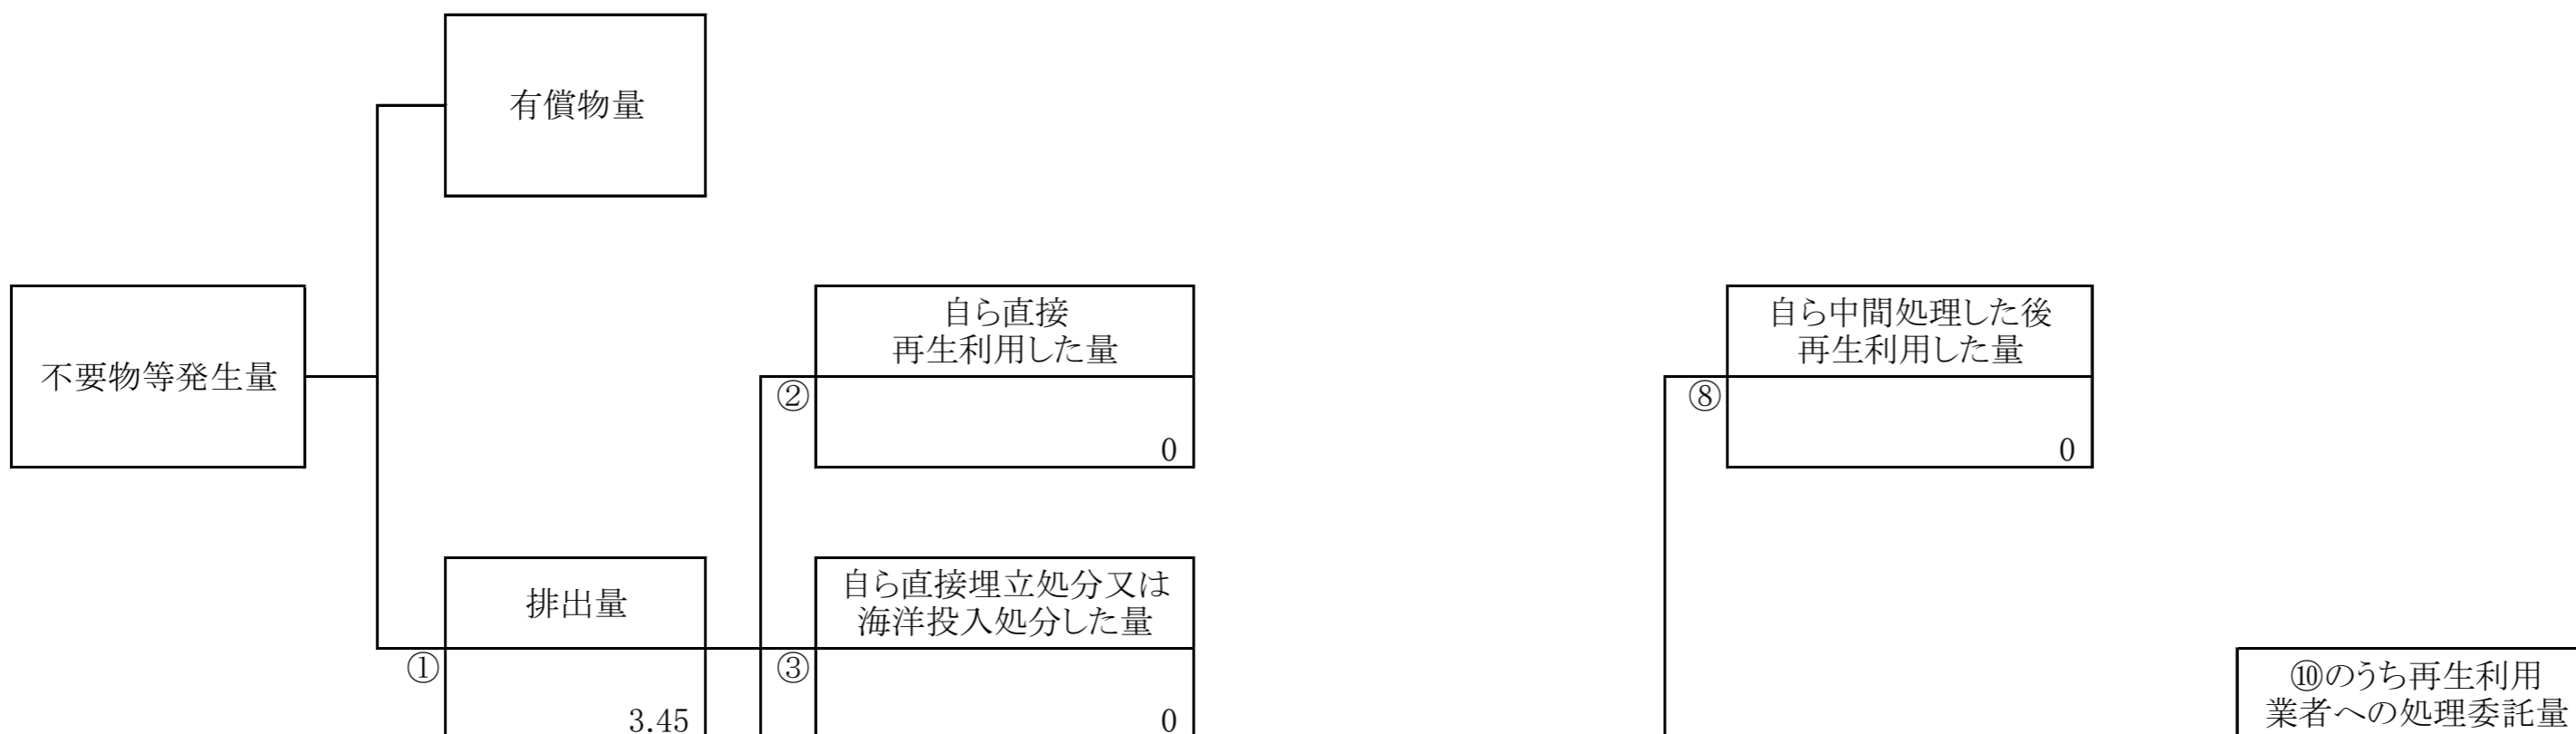 有償物量
不要物等発生量
自ら直接
再生利用した量
②
0
自ら中間処理した後
再生利用した量
⑧
0
排出量
①
3.45
自ら直接埋立処分又は
海洋投入処分した量
③
0
⑩のうち再生利用
業者への処理委託量